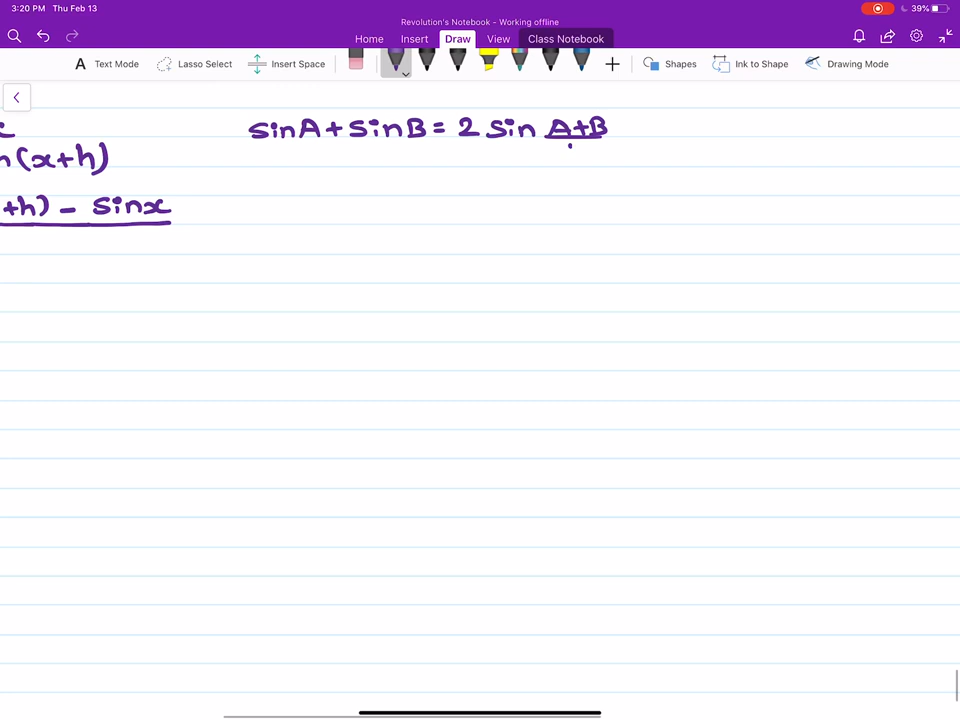 3:20 PM Thu Feb 13
39%
Revolution's Notebook - Working offline
Home Insert Draw View Class Notebook
A Text Mode Lasso Select Insert Space Shapes Ink to Shape Drawing Mode
sinA + sinB = 2 sin A+B
(x+h)
+h) - sinx